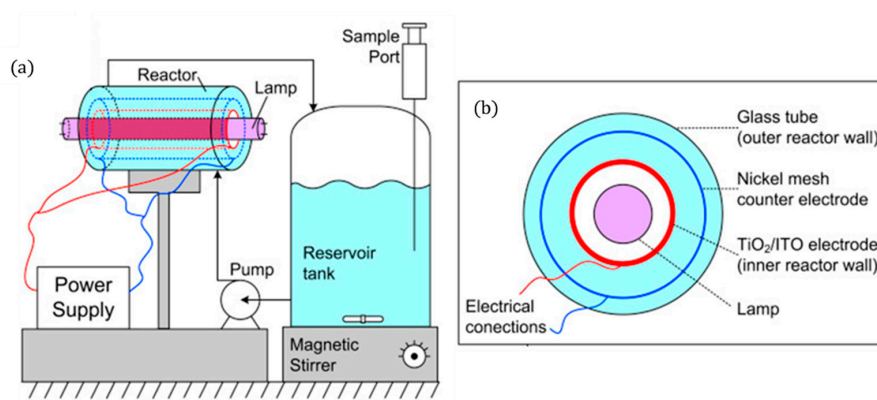 (a)
Reactor
Lamp
Sample
Port
Reservoir
tank
Pump
Power
Supply
Magnetic
Stirrer
(b)
Glass tube
(outer reactor wall)
Nickel mesh
counter electrode
TiO₂/ITO electrode
(inner reactor wall)
Lamp
Electrical
conections